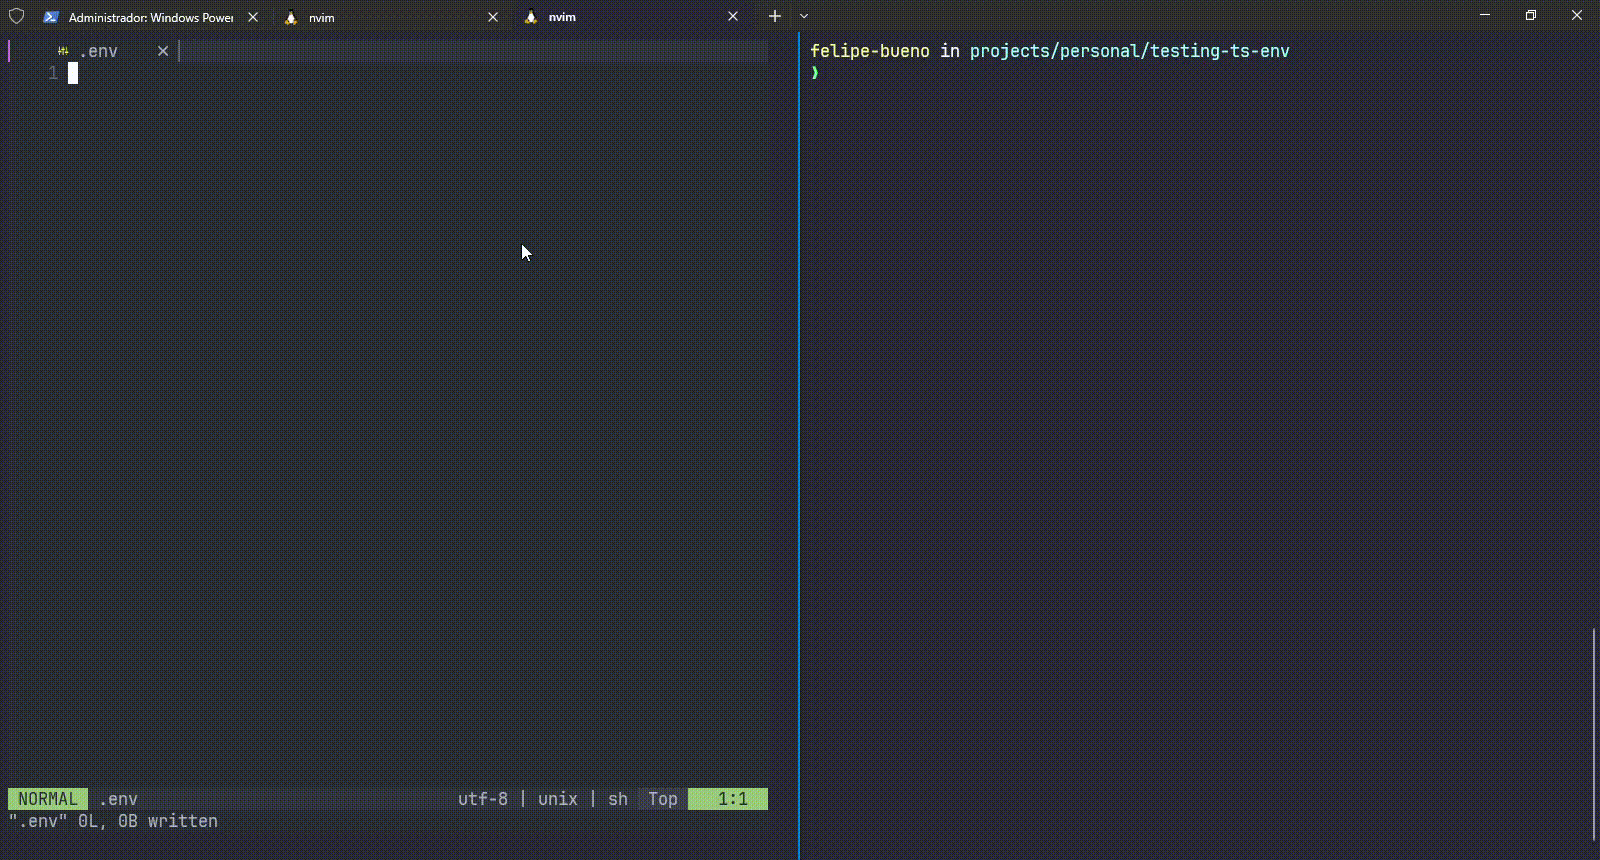 Administrador: Windows Power
nvim
nvim
.env
1
felipe-bueno in projects/personal/testing-ts-env
❫
NORMAL .env utf-8 | unix | sh Top 1:1
".env" 0L, 0B written